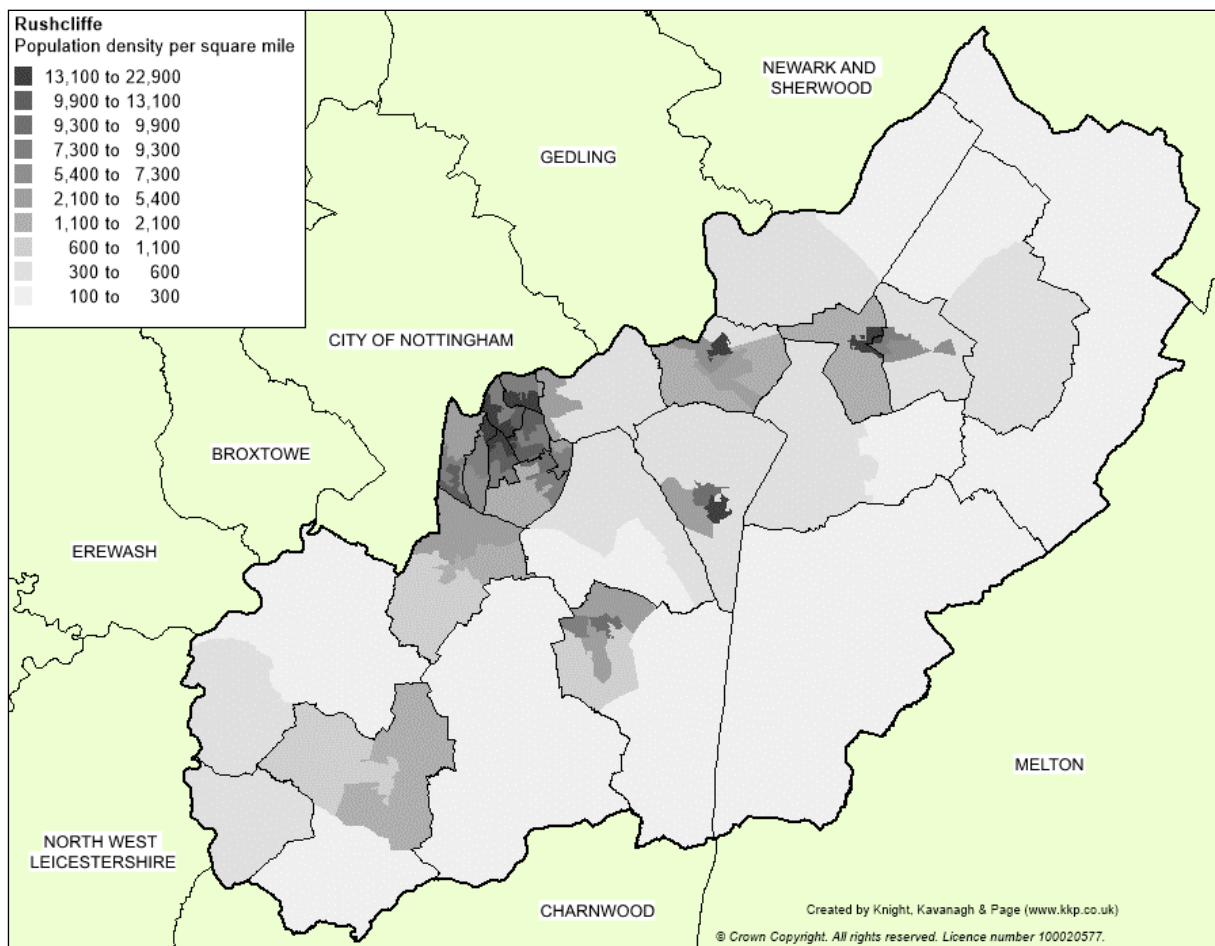 Rushcliffe
Population density per square mile
13,100 to 22,900
9,900 to 13,100
9,300 to 9,900
7,300 to 9,300
5,400 to 7,300
2,100 to 5,400
1,100 to 2,100
600 to 1,100
300 to 600
100 to 300
NEWARK AND
SHERWOOD
GEDLING
CITY OF NOTTINGHAM
BROXTOWE
EREWASH
MELTON
NORTH WEST
LEICESTERSHIRE
CHARNWOOD
Created by Knight, Kavanagh & Page (www.kkp.co.uk)
© Crown Copyright. All rights reserved. Licence number 100020577.